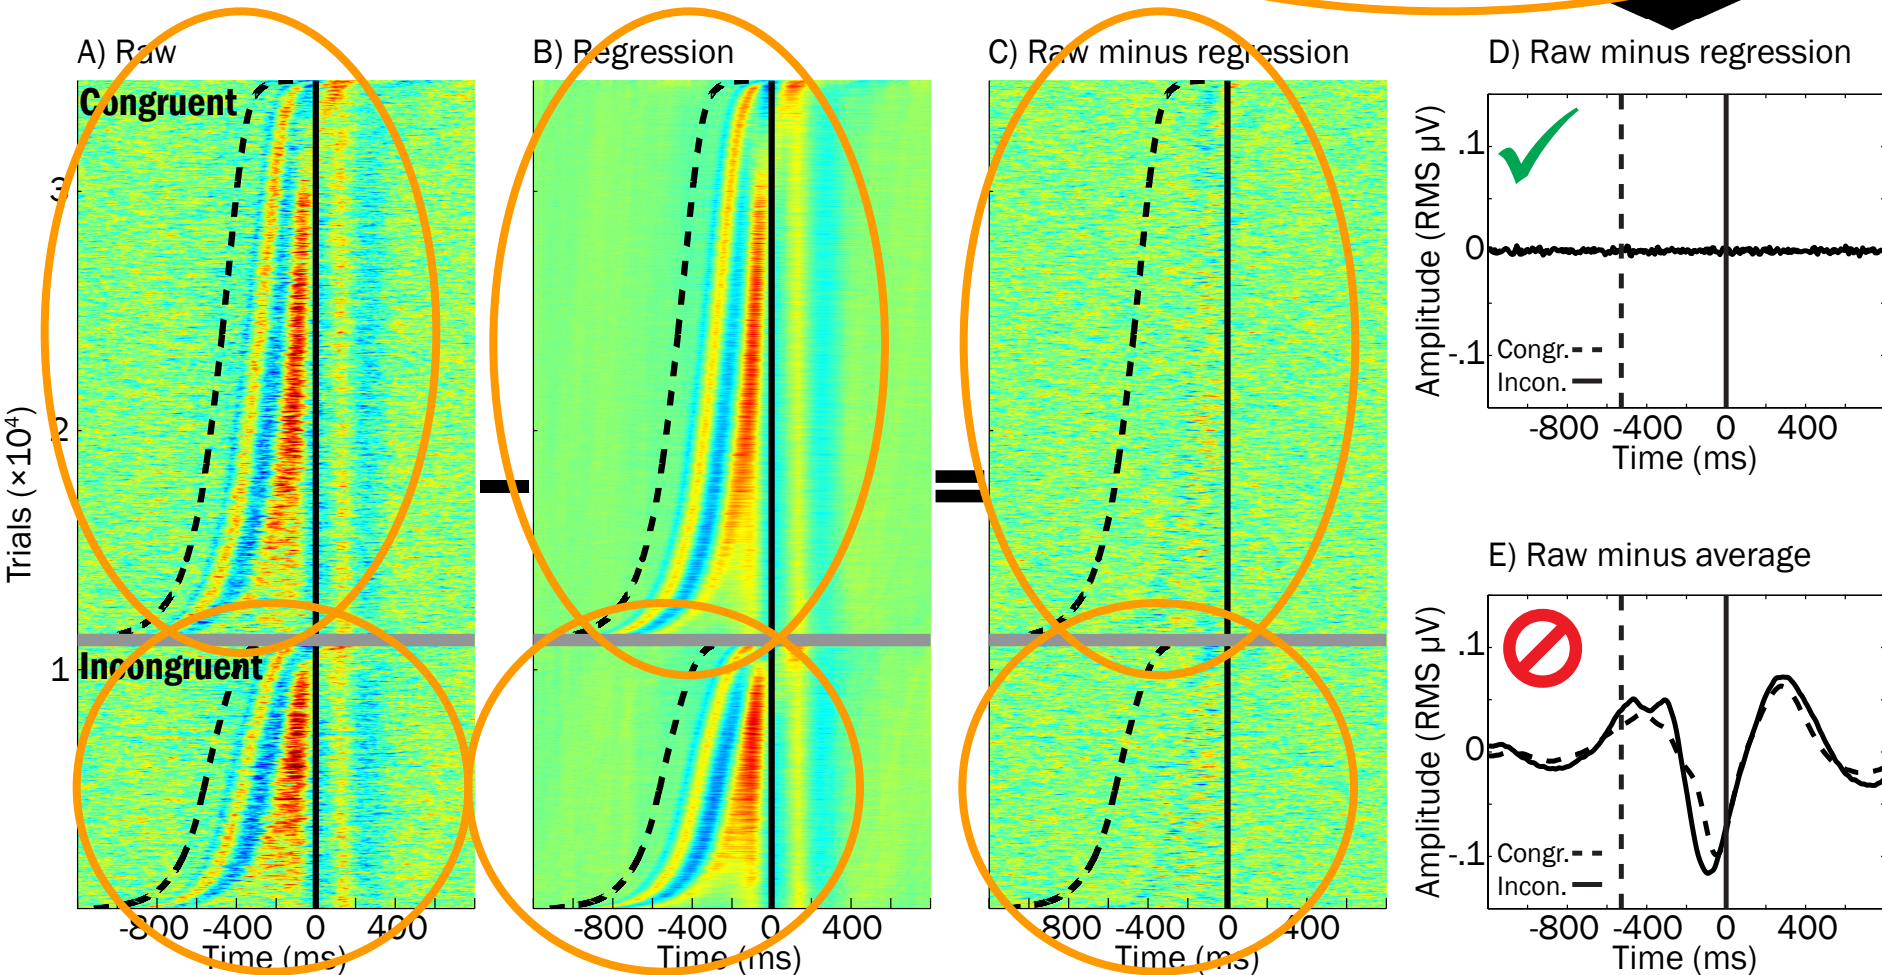 A) Raw
B) Regression
C) Raw minus regression
D) Raw minus regression
Congruent
Incongruent
Trials (×10⁴)
3
2
1
-800 -400 0 400
Time (ms)
-800 -400 0 400
Time (ms)
-800 -400 0 400
Time (ms)
Amplitude (RMS µV)
.1
0
-.1
Congr.
Incon.
-800 -400 0 400
Time (ms)
E) Raw minus average
Amplitude (RMS µV)
.1
0
-.1
Congr.
Incon.
-800 -400 0 400
Time (ms)